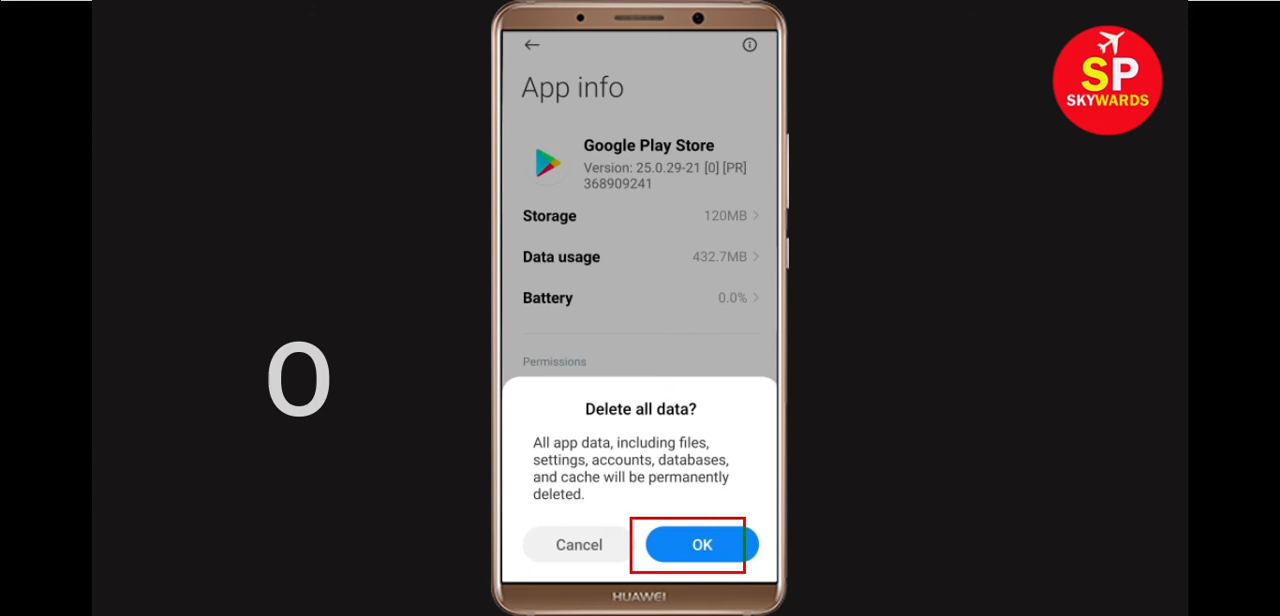 SP
SKYWARDS
App info
Google Play Store
Version: 25.0.29-21 [0] [PR]
368909241
Storage 120MB
Data usage 432.7MB
Battery 0.0%
Permissions
O
Delete all data?
All app data, including files,
settings, accounts, databases,
and cache will be permanently
deleted.
Cancel OK
HUAWEI